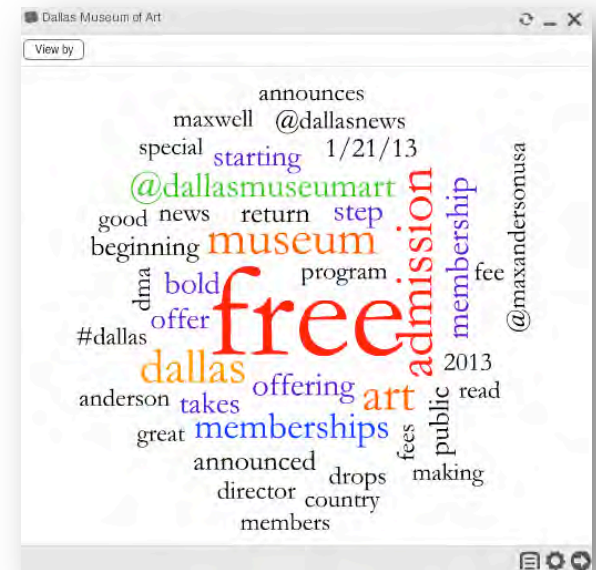 Dallas Museum of Art
View by
announces
maxwell @dallasnews
special starting 1/21/13
@dallasmuseumart
good news return step
beginning museum
admission
membership
@maxandersonusa
dma bold program fee
free
offer
#dallas
dallas 2013
anderson takes offering art read
great memberships fees public
announced drops making
director country
members